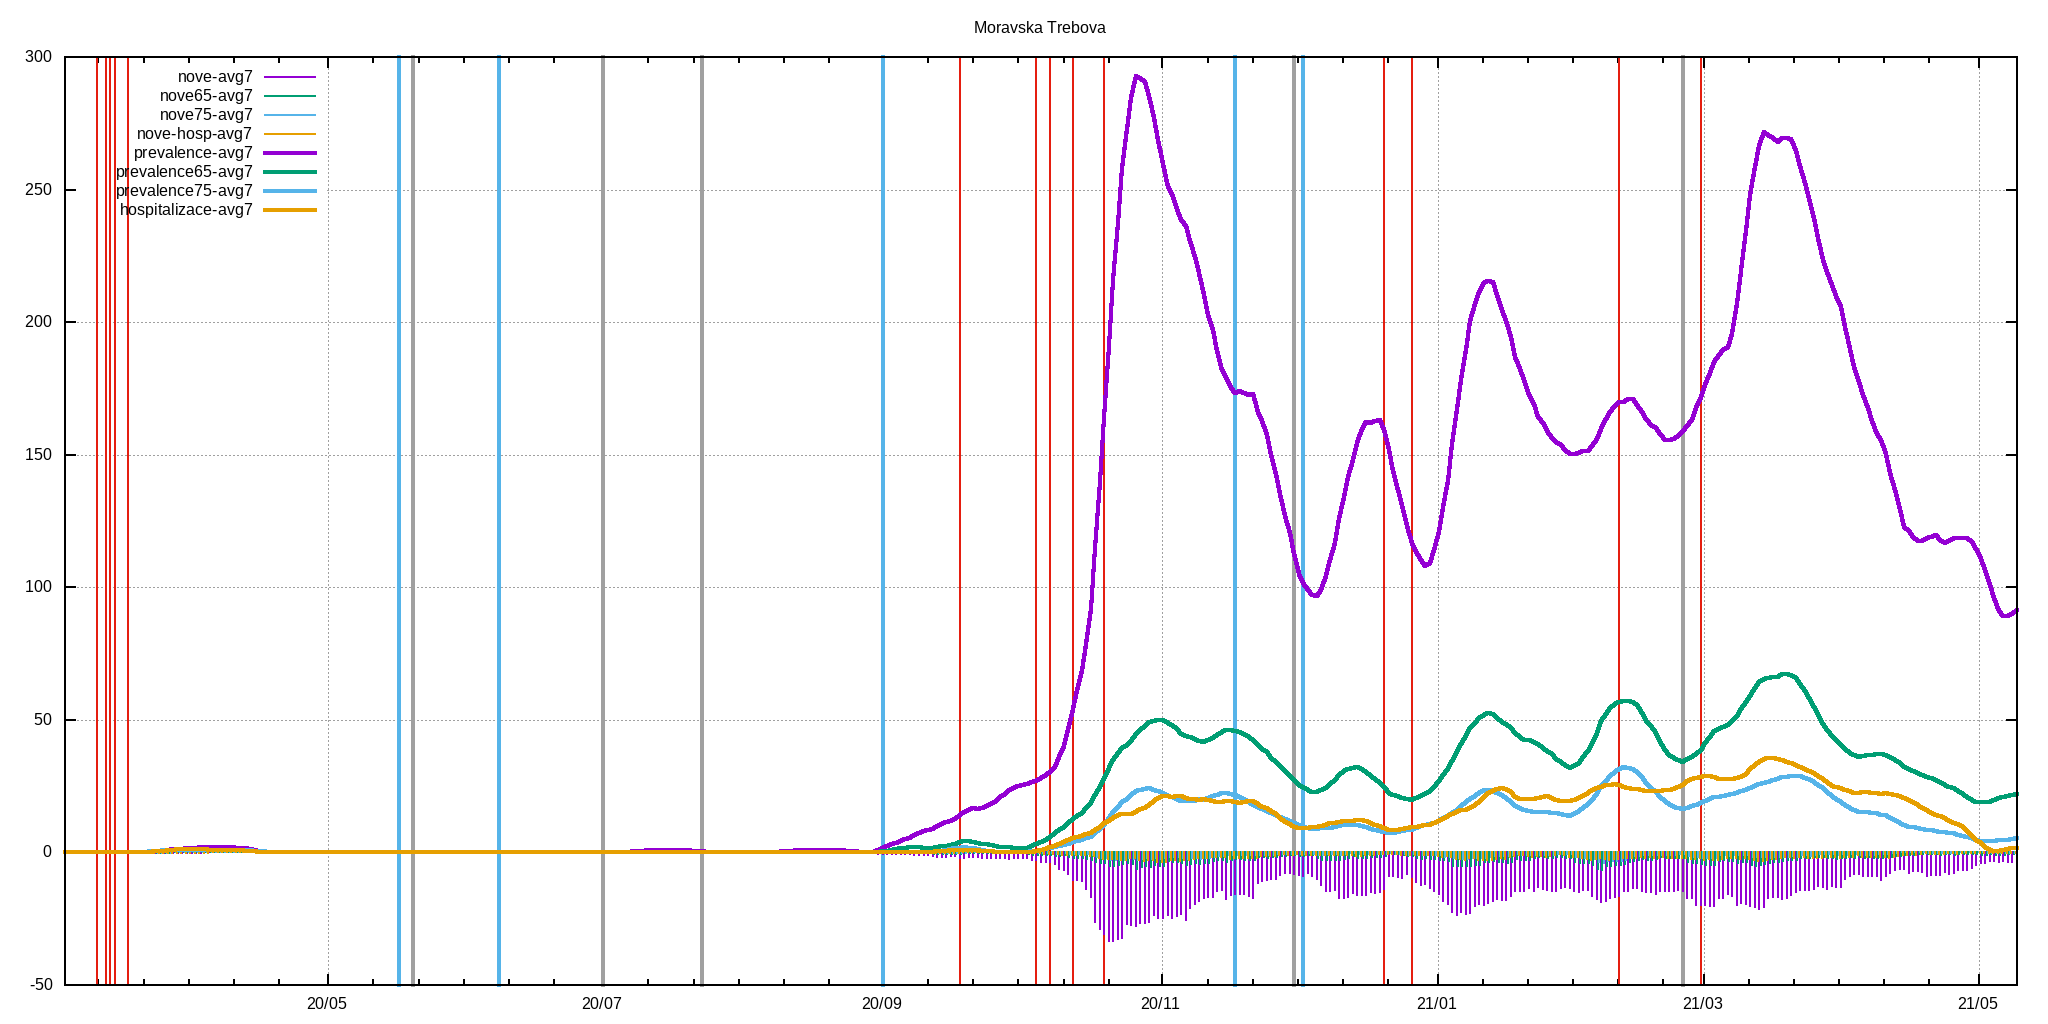 Moravska Trebova
300
250
200
150
100
50
0
-50
nove-avg7
nove65-avg7
nove75-avg7
nove-hosp-avg7
prevalence-avg7
prevalence65-avg7
prevalence75-avg7
hospitalizace-avg7
20/05 20/07 20/09 20/11 21/01 21/03 21/05